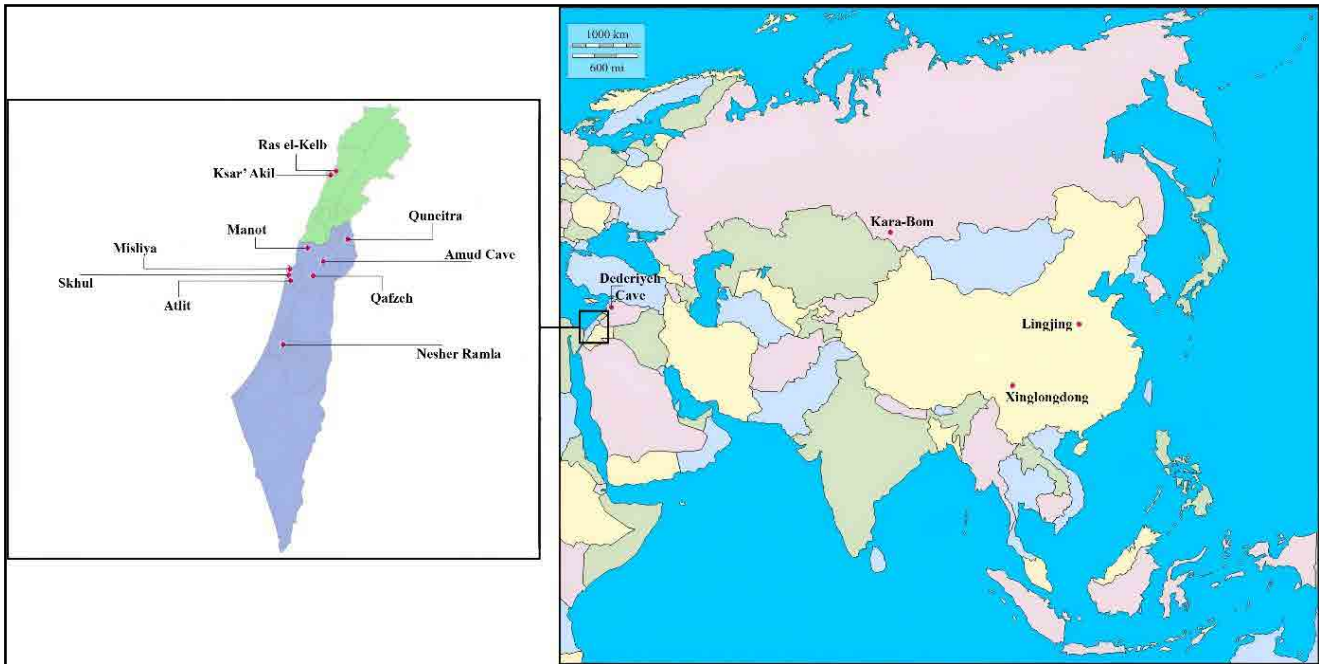 Ras el-Kelb
Ksar' Akil
Quneitra
Manot
Misliya
Amud Cave
Skhul
Qafzeh
Atlit
Nesher Ramla
1000 km
600 mi
Kara-Bom
Dederiyeh
Cave
Lingjing
Xinglongdong